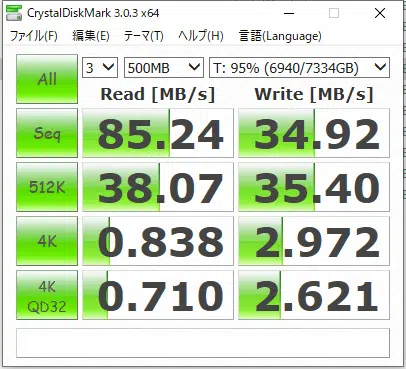 CrystalDiskMark 3.0.3 x64
ファイル(F) 編集(E) テーマ(T) ヘルプ(H) 言語(Language)
All 3 500MB T: 95% (6940/7334GB)
Read [MB/s] Write [MB/s]
Seq 85.24 34.92
512K 38.07 35.40
4K 0.838 2.972
4K QD32 0.710 2.621